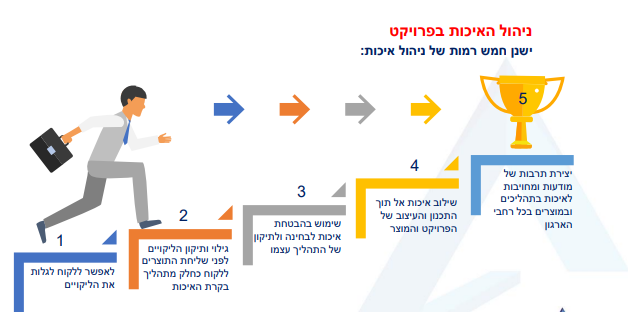 ניהול האיכות בפרויקט
ישנן חמש רמות של ניהול איכות:
1
לאפשר ללקוח לגלות
את הליקויים
2
גילוי ותיקון הליקויים
לפני שליחת התוצרים
ללקוח כחלק מתהליך
בקרת האיכות
3
שימוש בהבטחת
איכות לבחינה ולתיקון
של התהליך עצמו
4
שילוב איכות אל תוך
התכנון והעיצוב של
הפרויקט והמוצר
5
יצירת תרבות של
מודעות ומחויבות
לאיכות בתהליכים
ובמוצרים בכל רחבי
הארגון